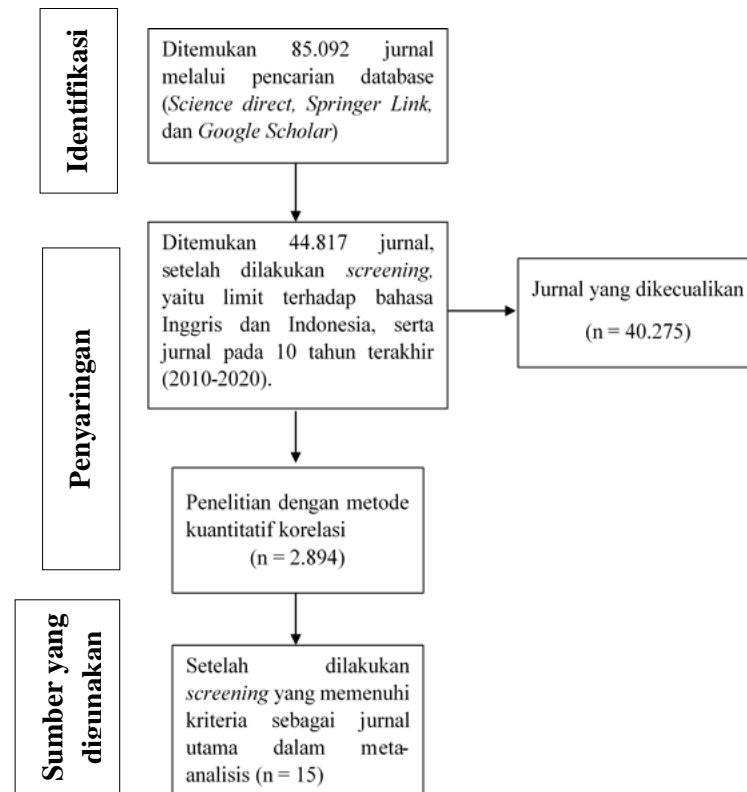 Identifikasi
Ditemukan 85.092 jurnal
melalui pencarian database
(Science direct, Springer Link,
dan Google Scholar)
Penyaringan
Ditemukan 44.817 jurnal,
setelah dilakukan screening,
yaitu limit terhadap bahasa
Inggris dan Indonesia, serta
jurnal pada 10 tahun terakhir
(2010-2020).
Jurnal yang dikecualikan
(n = 40.275)
Penelitian dengan metode
kuantitatif korelasi
(n = 2.894)
Sumber yang
digunakan
Setelah dilakukan
screening yang memenuhi
kriteria sebagai jurnal
utama dalam meta-
analisis (n = 15)